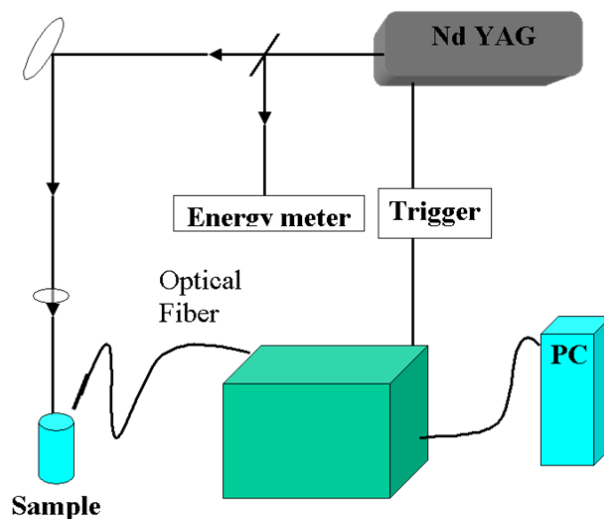 Nd YAG
Energy meter
Trigger
Optical
Fiber
PC
Sample